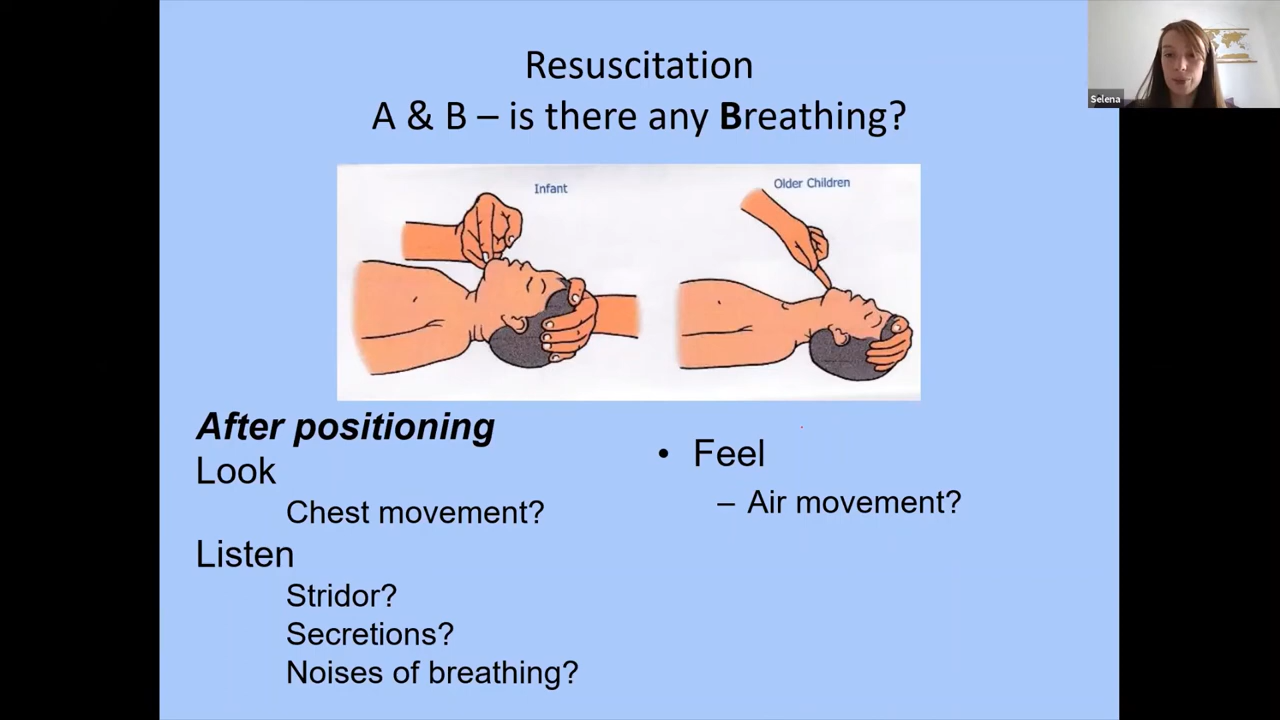 Resuscitation
A & B – is there any Breathing?
Infant
Older Children
After positioning
Look
Chest movement?
Listen
Stridor?
Secretions?
Noises of breathing?
• Feel
– Air movement?
Selena